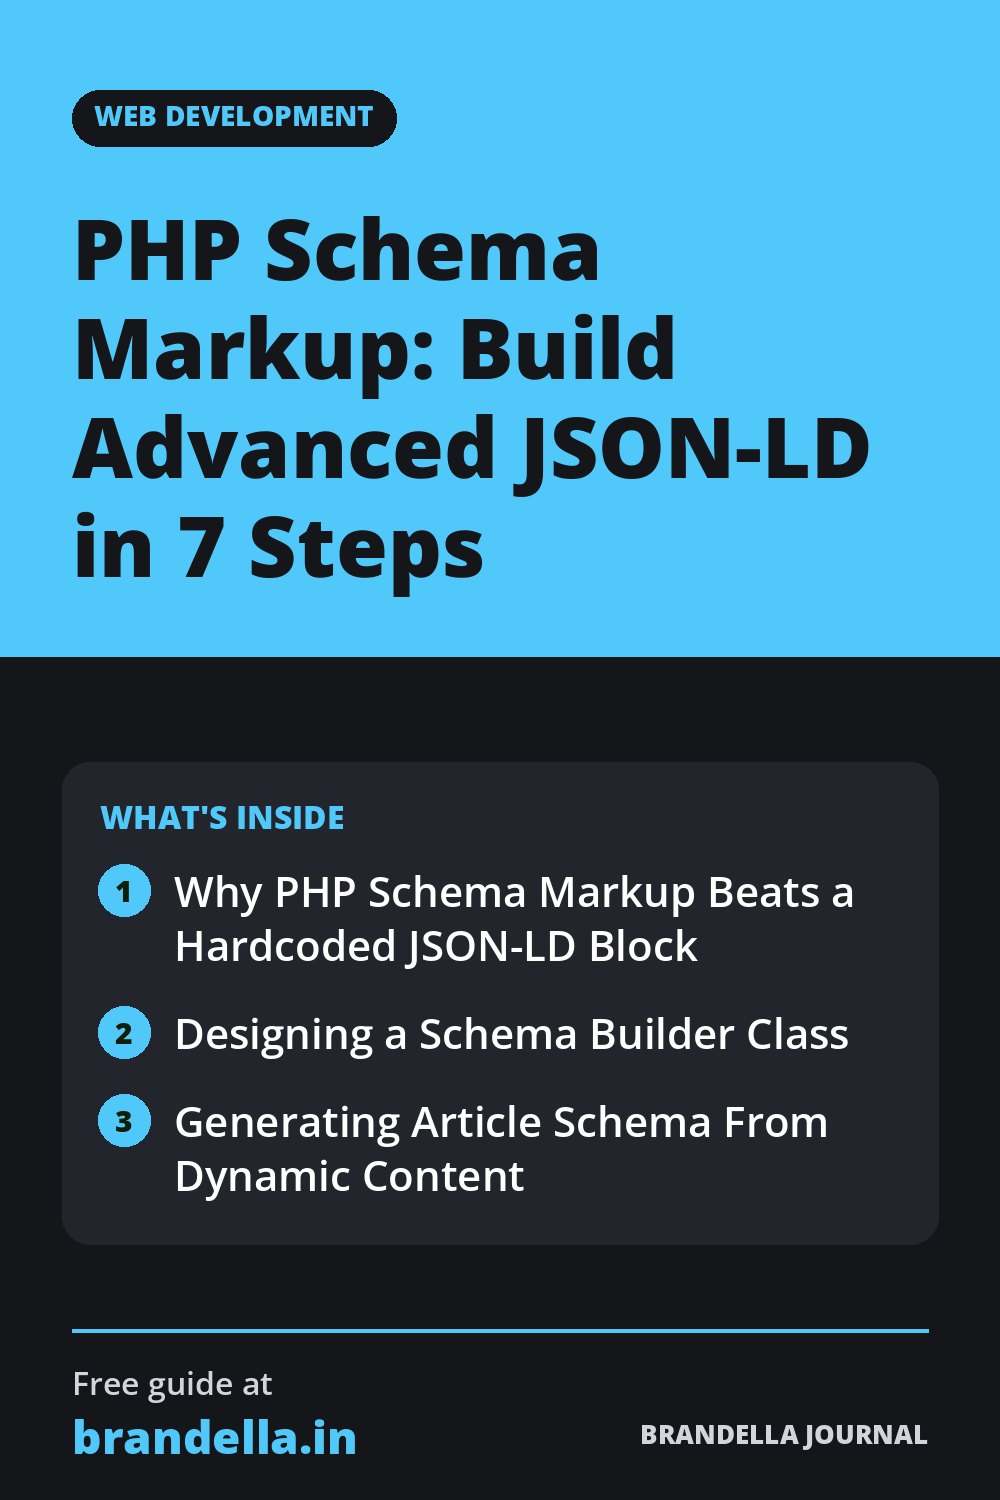 WEB DEVELOPMENT
PHP Schema
Markup: Build
Advanced JSON-LD
in 7 Steps
WHAT'S INSIDE
1 Why PHP Schema Markup Beats a
Hardcoded JSON-LD Block
2 Designing a Schema Builder Class
3 Generating Article Schema From
Dynamic Content
Free guide at
brandella.in
BRANDELLA JOURNAL